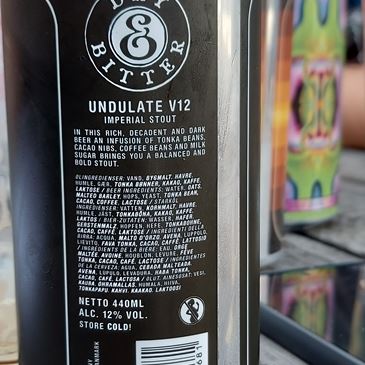 DRY
&
BITTER
UNDULATE V12
IMPERIAL STOUT
IN THIS RICH, DECADENT AND DARK
BEER AN INFUSION OF TONKA BEANS,
CACAO NIBS, COFFEE BEANS AND MILK
SUGAR BRINGS YOU A BALANCED AND
BOLD STOUT.
ØLINGREDIENSER: VAND, BYGMALT, HAVRE,
HUMLE, GÆR, TONKA BØNNER, KAKAO, KAFFE,
LAKTOSE / BEER INGREDIENTS: WATER, OATS,
MALTED BARLEY, HOPS, YEAST, TONKA BEAN,
CACAO, COFFEE, LACTOSE / STARKÖL
INGREDIENSER: VATTEN, KORNMALT, HAVRE,
HUMLE, JÄST, TONKABÖNA, KAKAO, KAFFE,
LAKTOS / BIER-ZUTATEN: WASSER, HAFER,
GERSTENMALZ, HOPFEN, HEFE, TONKABOHNE,
CACAO, CAFFÈ, LACTOSE / INGREDIENTI DELLA
BIRRA: ACQUA, MALTO D'ORZO, AVENA, LUPPOLO,
LIEVITO, FAVA TONKA, CACAO, CAFFÈ, LATTOSIO
/ INGRÉDIENTS DE LA BIÈRE: EAU, ORGE
MALTÉE, AVOINE, HOUBLON, LEVURE, FÈVE
TONKA, CACAO, CAFÉ, LACTOSE / INGREDIENTES
DE LA CERVEZA: AGUA, CEBADA MALTEADA,
AVENA, LUPULO, LEVADURA, HABA TONKA,
CACAO, CAFÉ, LACTOSA / OLUT. AINESOSAT: VESI,
KAURA, OHRAMALLAS, HUMALA, HIIVA,
TONKAPAPU, KAHVI, KAAKAO, LAKTOOSI
NETTO 440ML
ALC. 12% VOL.
STORE COLD!